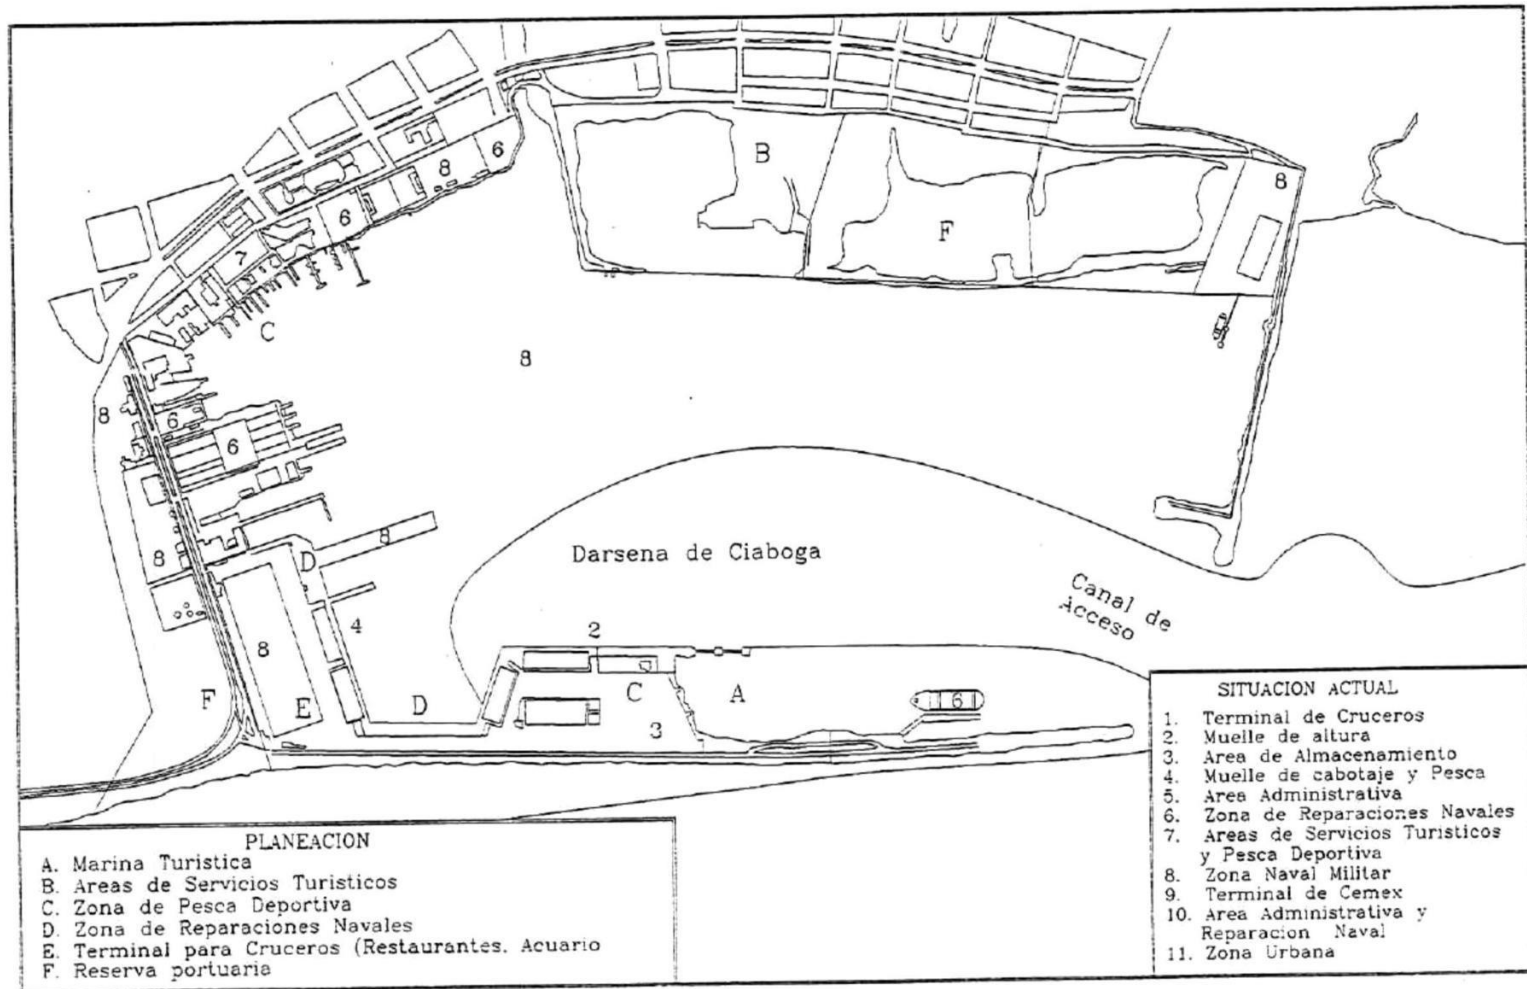 B
8
6
8
6
8
F
7
C
8
8
6
6
8
D
8
Darsena de Ciaboga
Canal de
Acceso
4
2
8
F
E
D
C
A
6
3
PLANEACION
A. Marina Turistica
B. Areas de Servicios Turisticos
C. Zona de Pesca Deportiva
D. Zona de Reparaciones Navales
E. Terminal para Cruceros (Restaurantes. Acuario
F. Reserva portuaria
SITUACION ACTUAL
1. Terminal de Cruceros
2. Muelle de altura
3. Area de Almacenamiento
4. Muelle de cabotaje y Pesca
5. Area Administrativa
6. Zona de Reparaciones Navales
7. Areas de Servicios Turisticos
y Pesca Deportiva
8. Zona Naval Militar
9. Terminal de Cemex
10. Area Administrativa y
Reparacion Naval
11. Zona Urbana